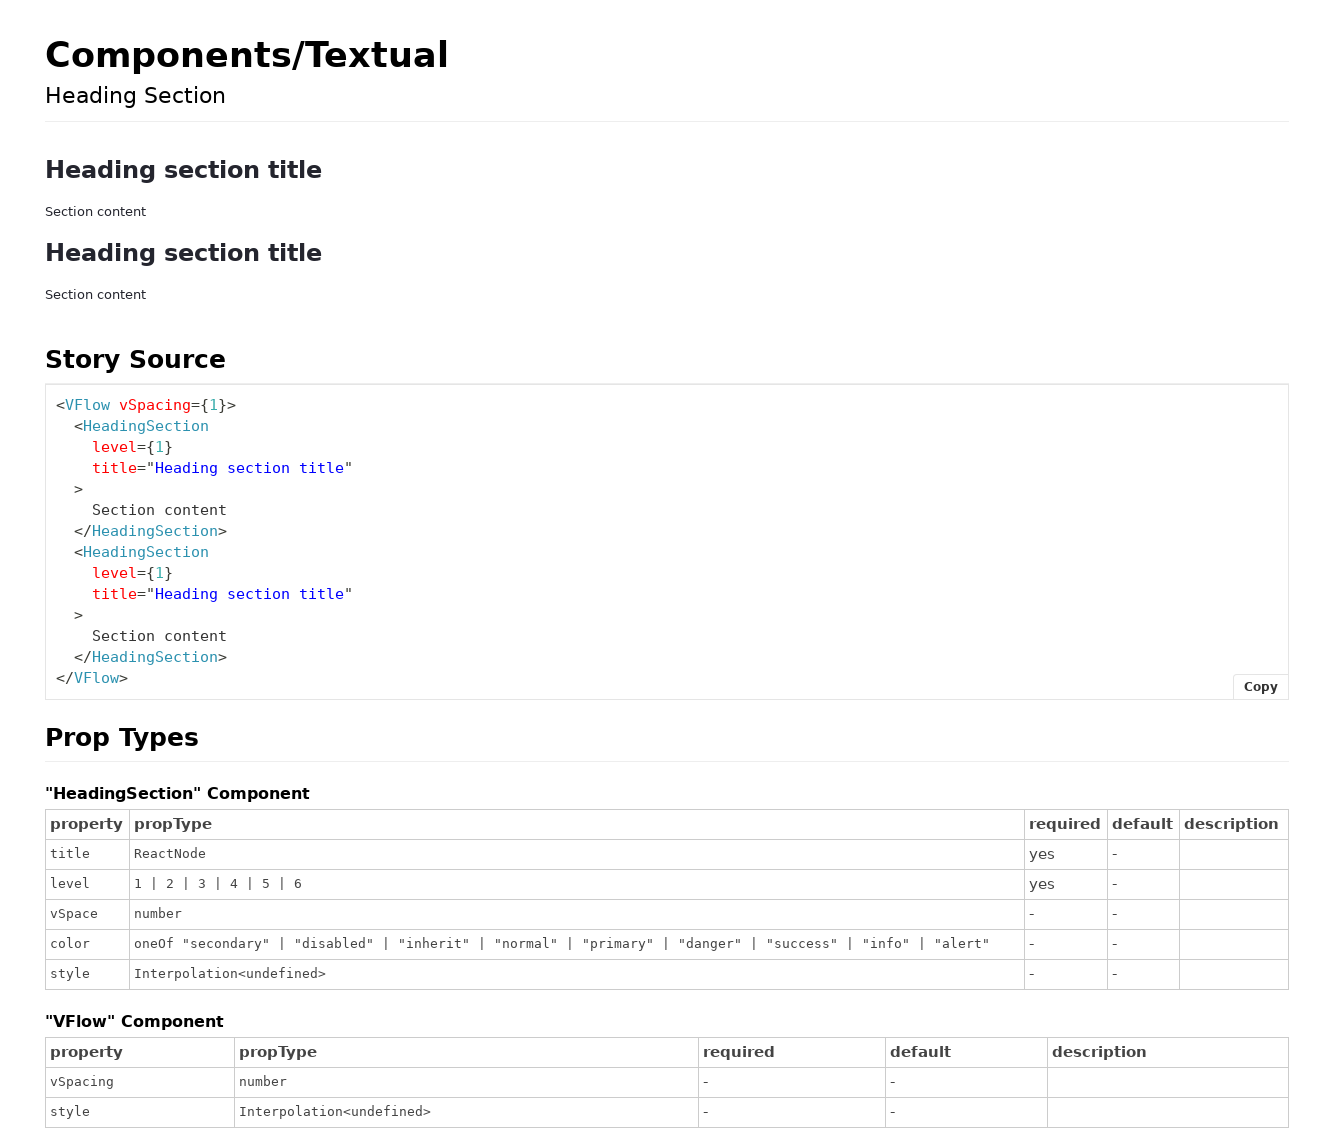 Components/Textual
Heading Section
Heading section title
Section content
Heading section title
Section content
Story Source
<VFlow vSpacing={1}>
  <HeadingSection
    level={1}
    title="Heading section title"
  >
    Section content
  </HeadingSection>
  <HeadingSection
    level={1}
    title="Heading section title"
  >
    Section content
  </HeadingSection>
</VFlow>
Copy
Prop Types
"HeadingSection" Component
property propType required default description
title ReactNode yes -
level 1 | 2 | 3 | 4 | 5 | 6 yes -
vSpace number - -
color oneOf "secondary" | "disabled" | "inherit" | "normal" | "primary" | "danger" | "success" | "info" | "alert" - -
style Interpolation<undefined> - -
"VFlow" Component
property propType required default description
vSpacing number - -
style Interpolation<undefined> - -